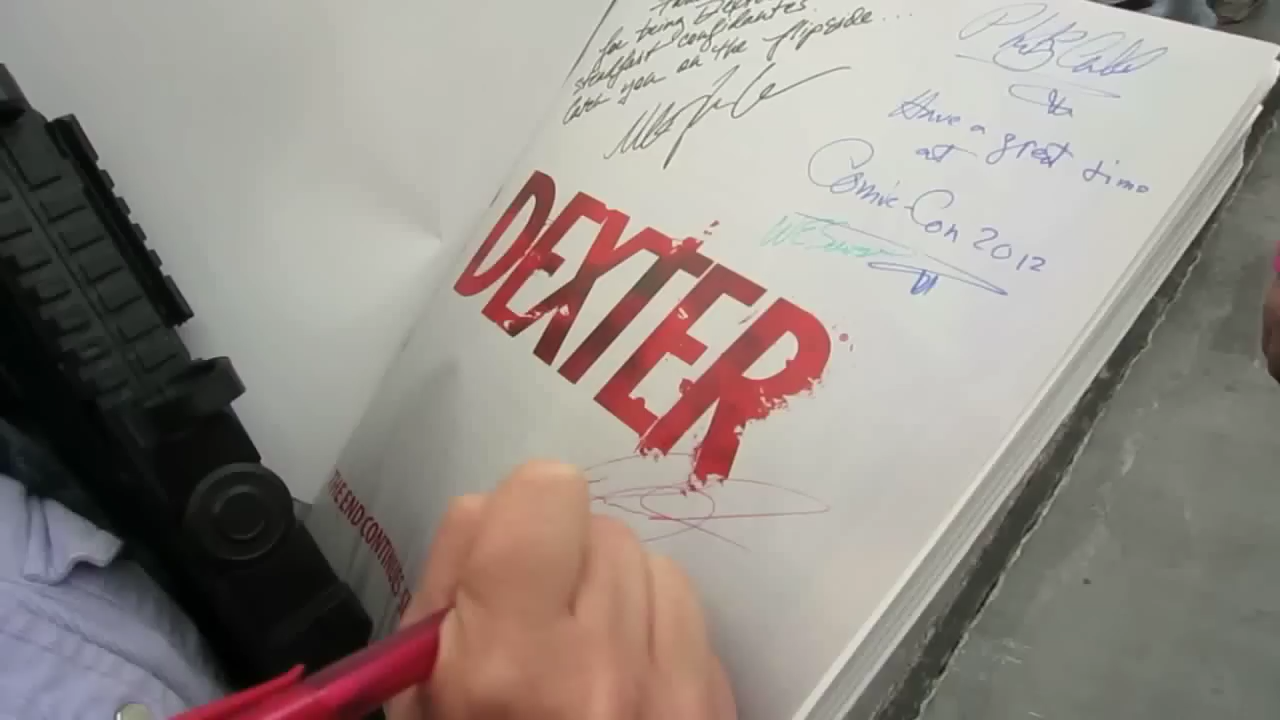 for being Dexter
steadfast confidantes.
Catch you on the flipside...
Have a great time
at
Comic-Con 2012
DEXTER
THE END CONTINUES